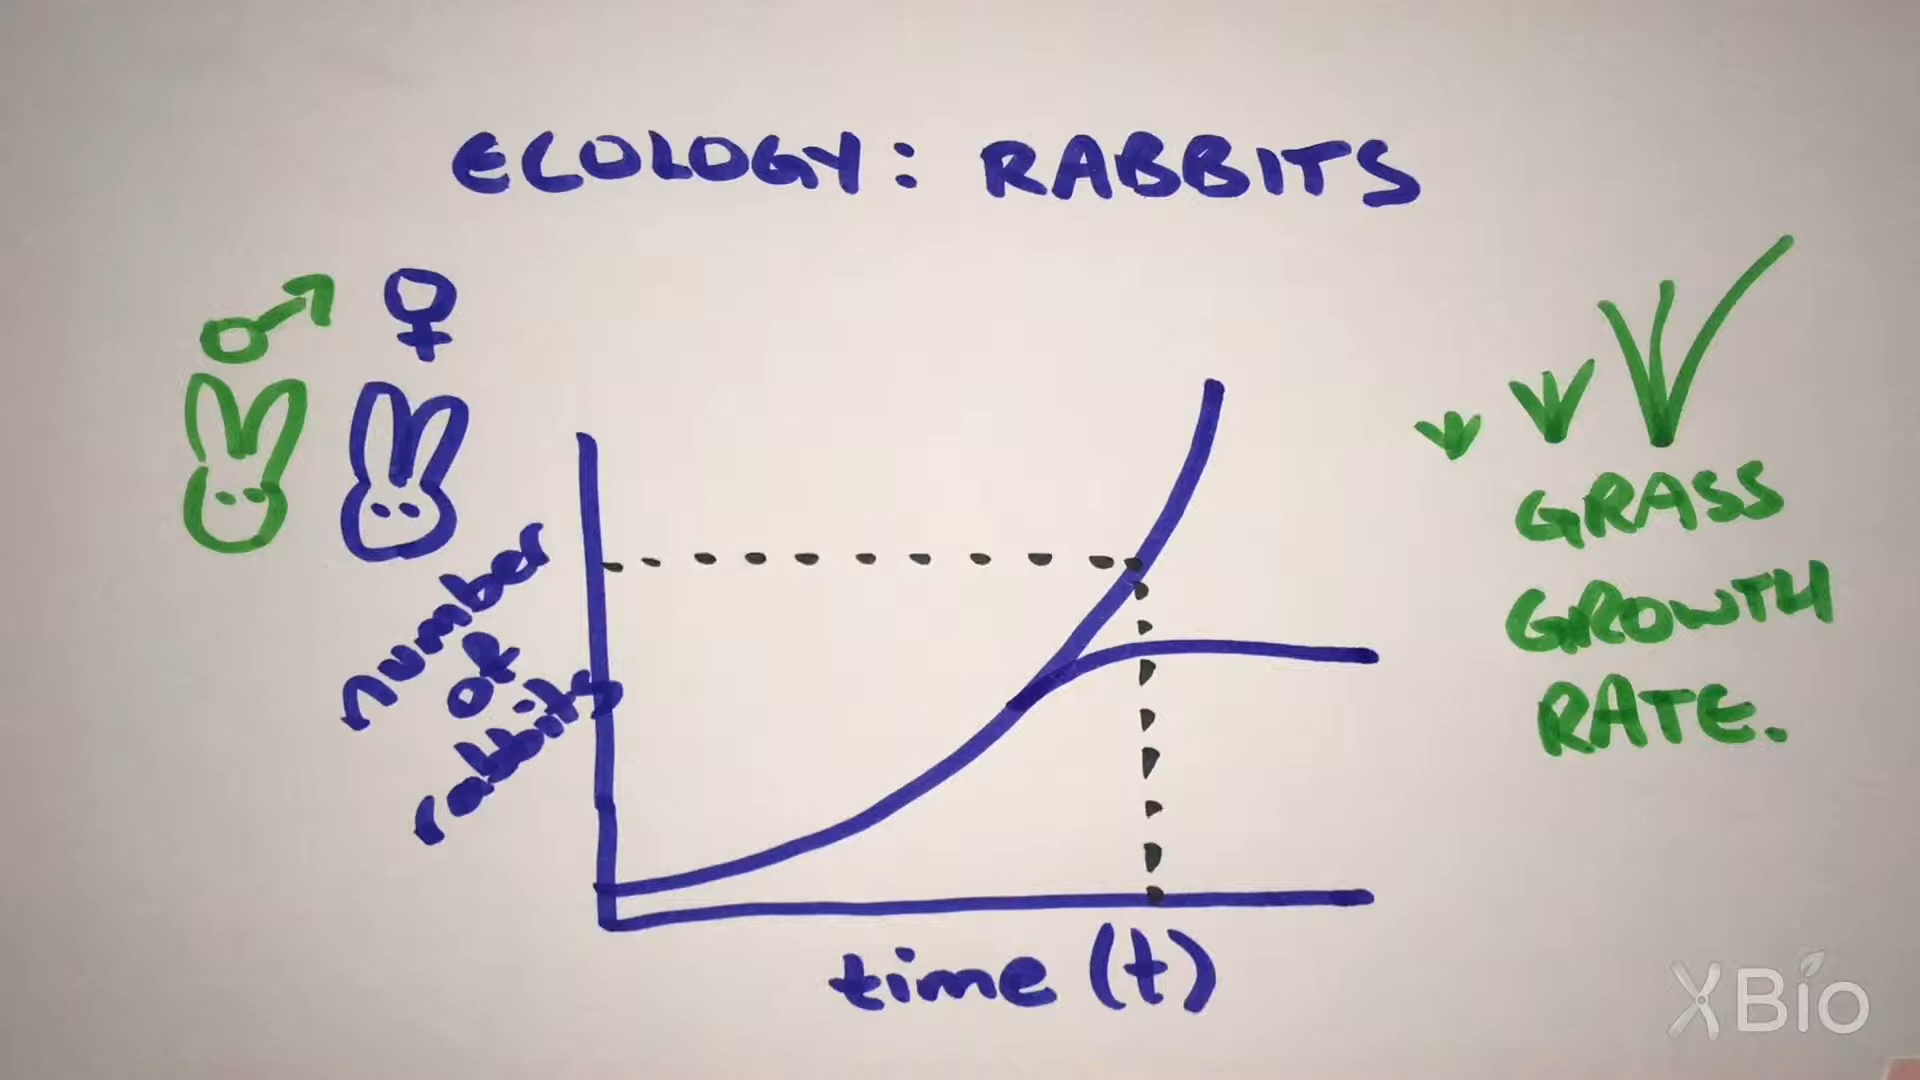 ECOLOGY: RABBITS
number
of
rabbits
GRASS
GROWTH
RATE.
time (t)
XBio